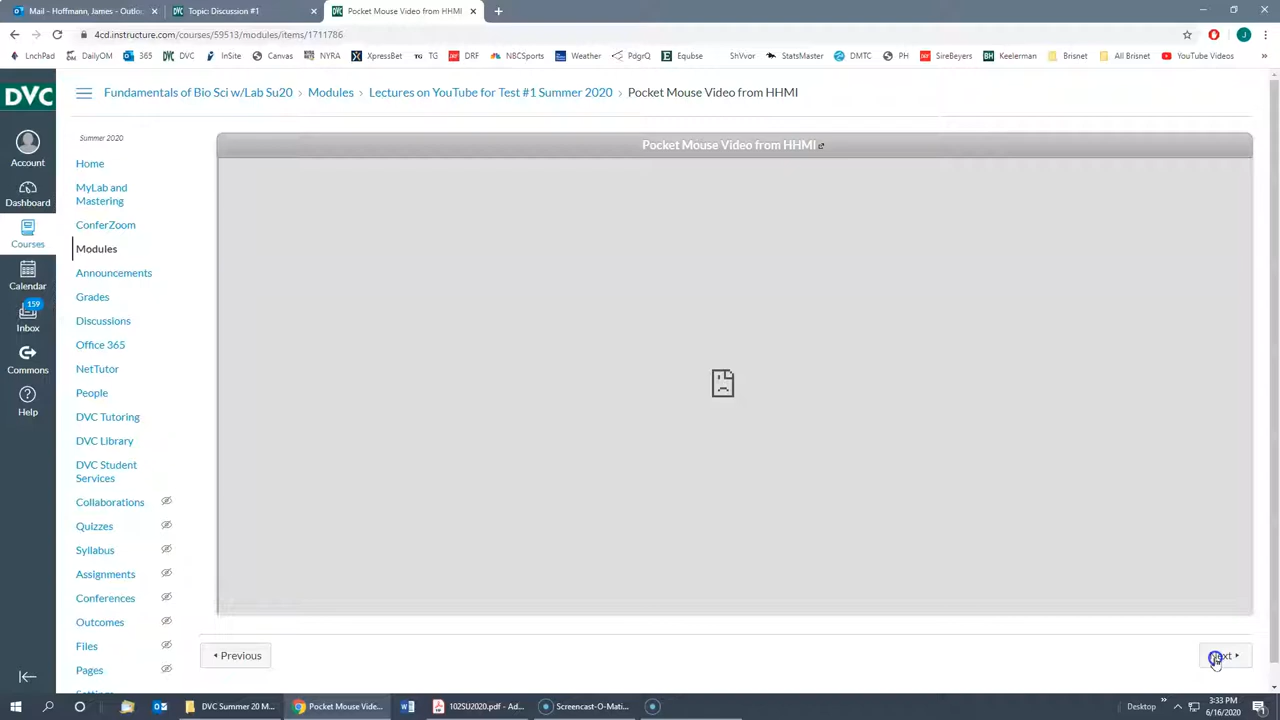 Mail – Hoffmann, James - Outlo
Topic: Discussion #1
Pocket Mouse Video from HHMI
4cd.instructure.com/courses/59513/modules/items/1711786
J
LnchPad
DailyOM
365
DVC
InSite
Canvas
NYRA
XpressBet
TG
DRF
NBCSports
Weather
PdgrQ
Equbse
ShVvor
StatsMaster
DMTC
PH
SireBeyers
Keelerman
Brisnet
All Brisnet
YouTube Videos
»
DVC
Fundamentals of Bio Sci w/Lab Su20 › Modules › Lectures on YouTube for Test #1 Summer 2020 › Pocket Mouse Video from HHMI
Account
Dashboard
Courses
Calendar
159
Inbox
Commons
Help
Summer 2020
Home
MyLab and
Mastering
ConferZoom
Modules
Announcements
Grades
Discussions
Office 365
NetTutor
People
DVC Tutoring
DVC Library
DVC Student
Services
Collaborations
Quizzes
Syllabus
Assignments
Conferences
Outcomes
Files
Pages
Pocket Mouse Video from HHMI
Previous
DVC Summer 20 M...
Pocket Mouse Vide...
102SU2020.pdf - Ad...
Screencast-O-Mati...
Desktop
»
3:33 PM
6/16/2020